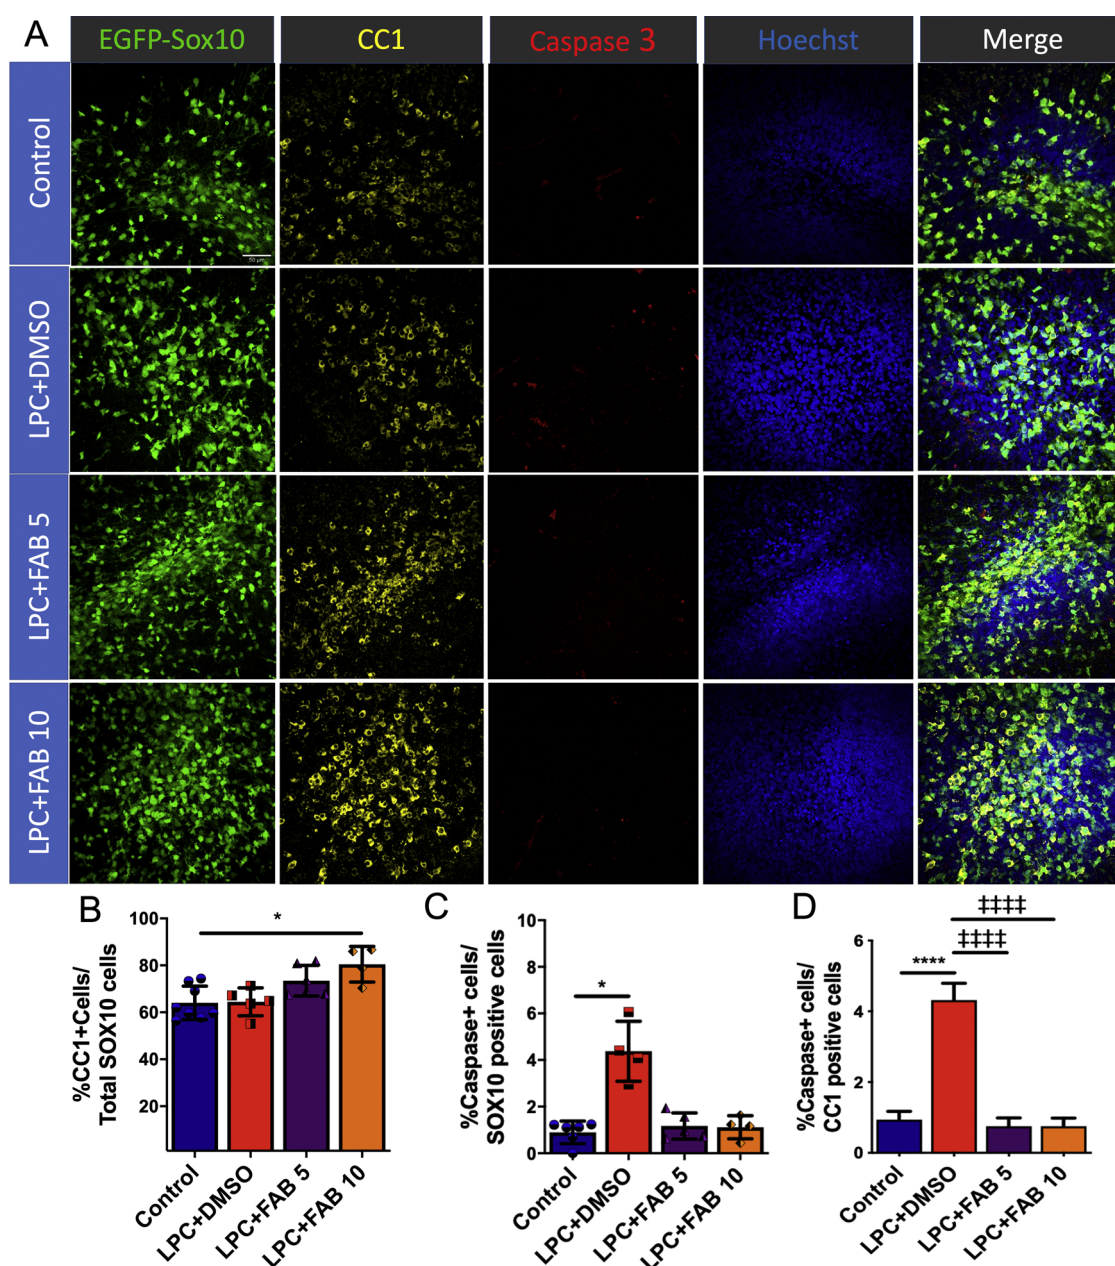 A
EGFP-Sox10 CC1 Caspase 3 Hoechst Merge
Control
50 µm
LPC+DMSO
LPC+FAB 5
LPC+FAB 10
B
%CC1+Cells/
Total SOX10 cells
100
80
60
40
20
*
Control LPC+DMSO LPC+FAB 5 LPC+FAB 10
C
%Caspase+ cells/
SOX10 positive cells
10
8
6
4
2
0
*
Control LPC+DMSO LPC+FAB 5 LPC+FAB 10
D
%Caspase+ cells/
CC1 positive cells
6
4
2
0
‡‡‡‡
‡‡‡‡
****
Control LPC+DMSO LPC+FAB 5 LPC+FAB 10